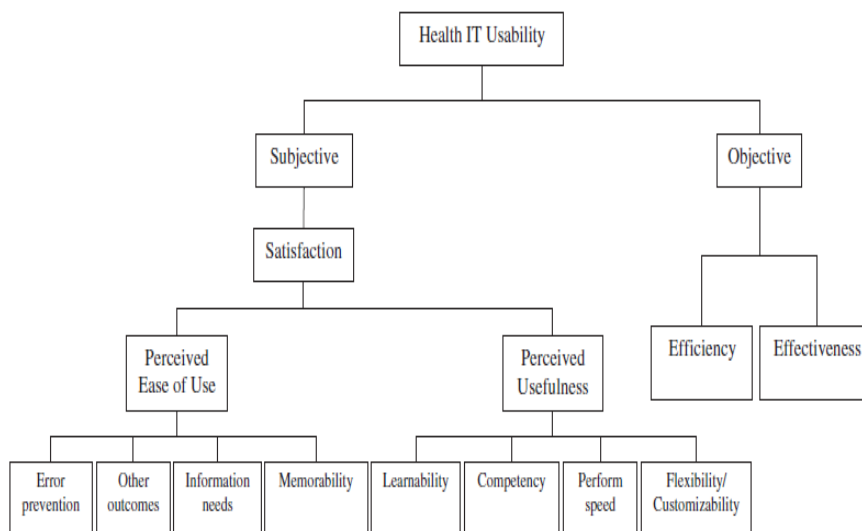 Health IT Usability
Subjective
Objective
Satisfaction
Perceived
Ease of Use
Perceived
Usefulness
Efficiency
Effectiveness
Error
prevention
Other
outcomes
Information
needs
Memorability
Learnability
Competency
Perform
speed
Flexibility/
Customizability